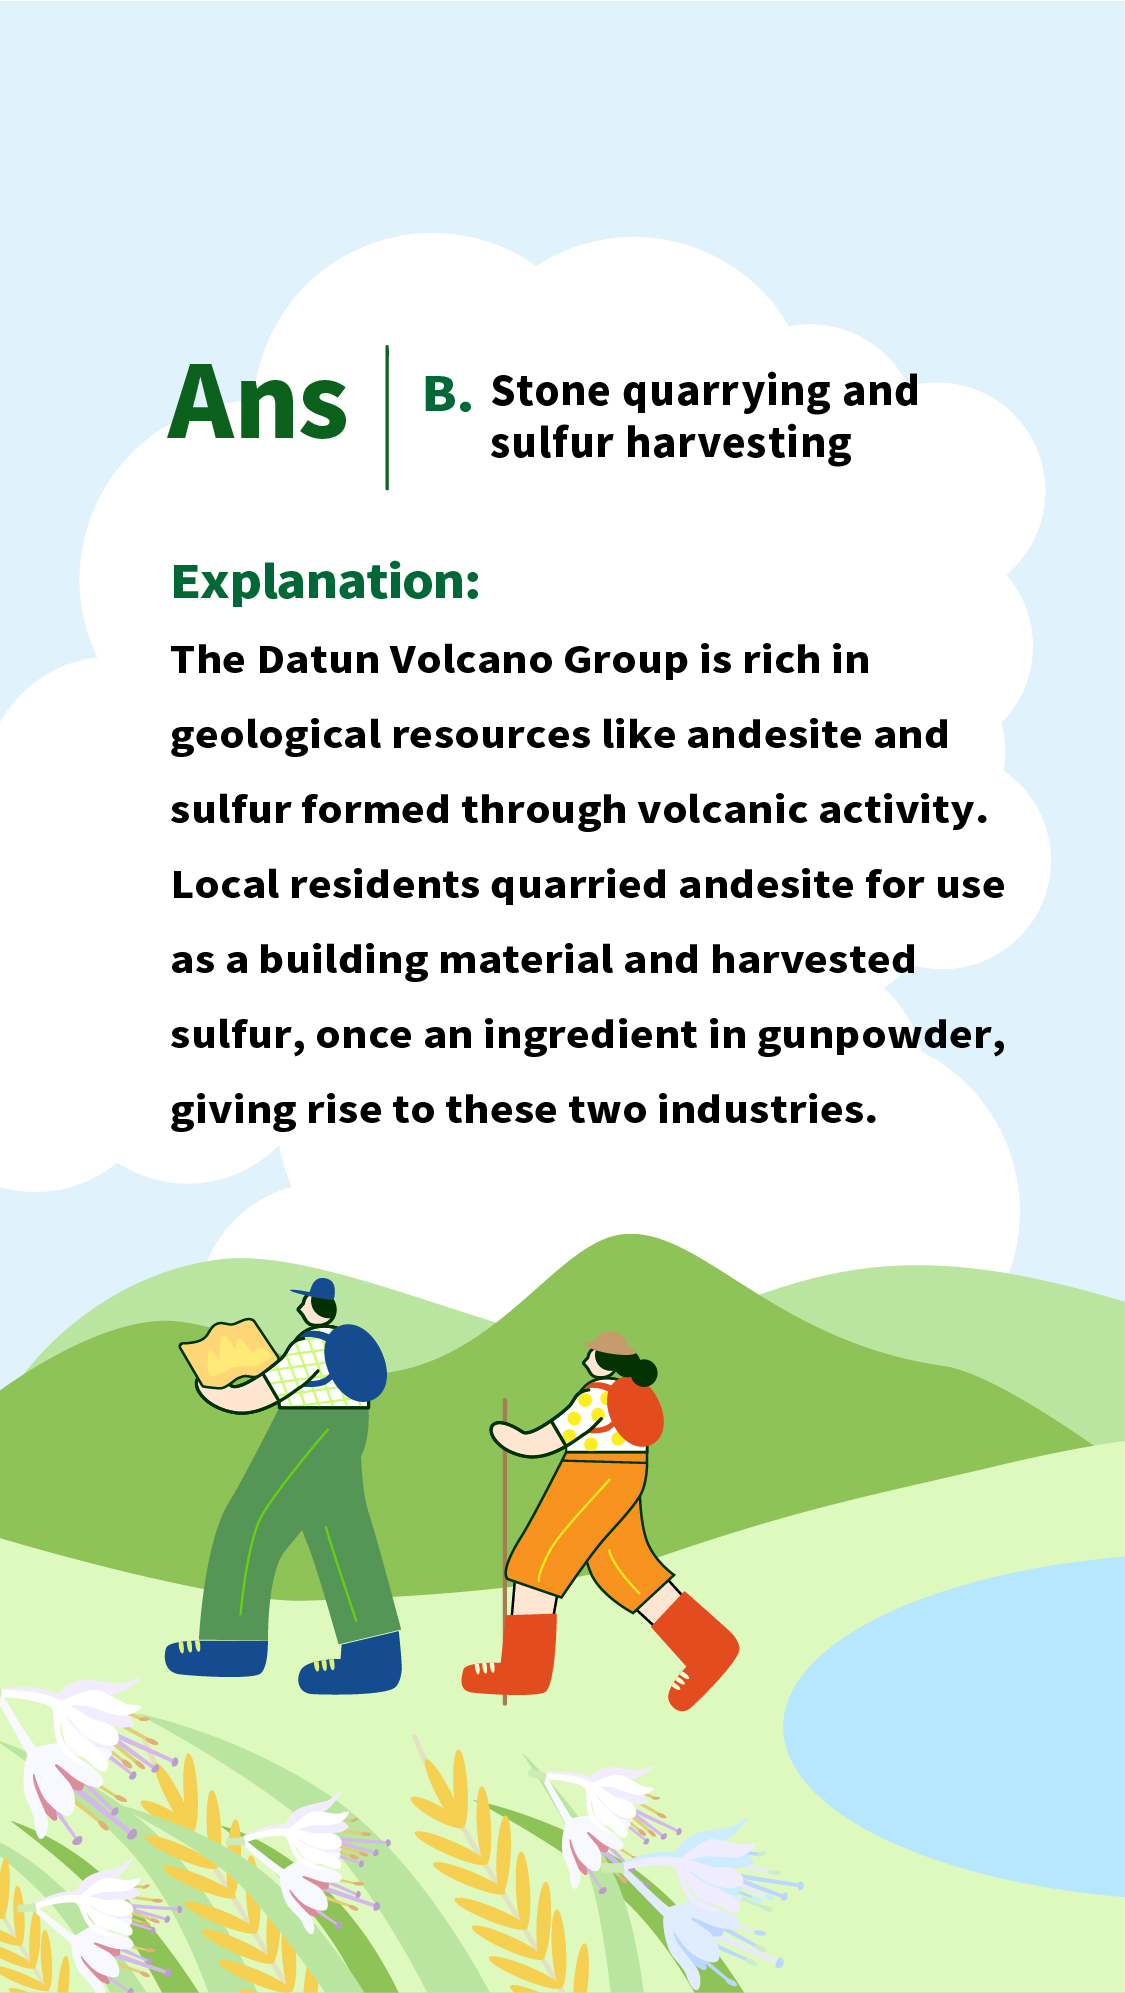 Ans
B. Stone quarrying and
sulfur harvesting
Explanation:
The Datun Volcano Group is rich in
geological resources like andesite and
sulfur formed through volcanic activity.
Local residents quarried andesite for use
as a building material and harvested
sulfur, once an ingredient in gunpowder,
giving rise to these two industries.